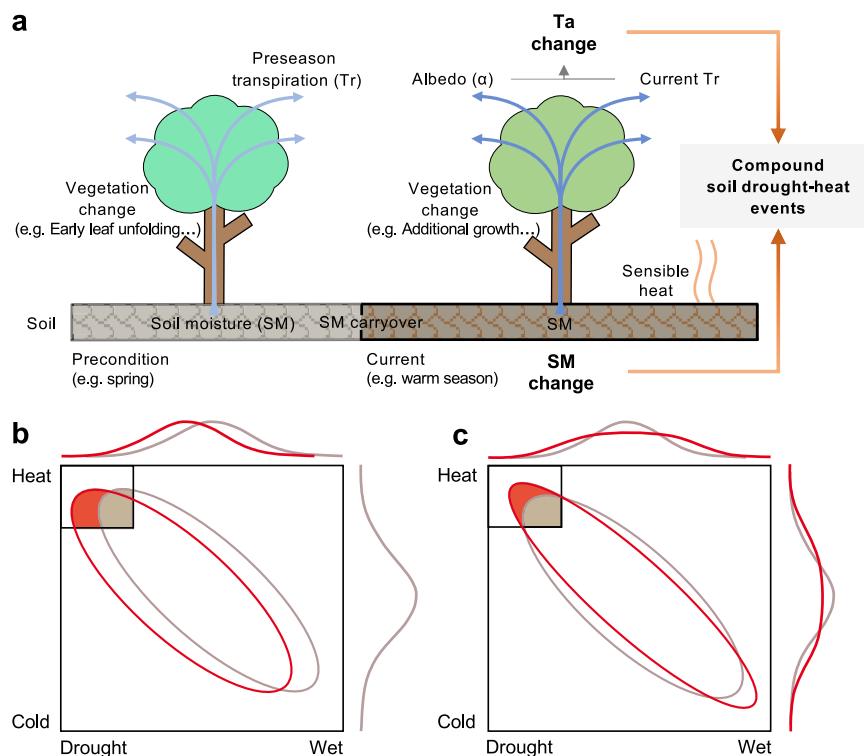 a
Preseason
transpiration (Tr)
Vegetation
change
(e.g. Early leaf unfolding…)
Ta
change
Albedo (α)
Current Tr
Vegetation
change
(e.g. Additional growth…)
Compound
soil drought-heat
events
Sensible
heat
Soil
Soil moisture (SM)
SM carryover
SM
Precondition
(e.g. spring)
Current
(e.g. warm season)
SM
change
b
Heat
Cold
Drought
Wet
c
Heat
Cold
Drought
Wet